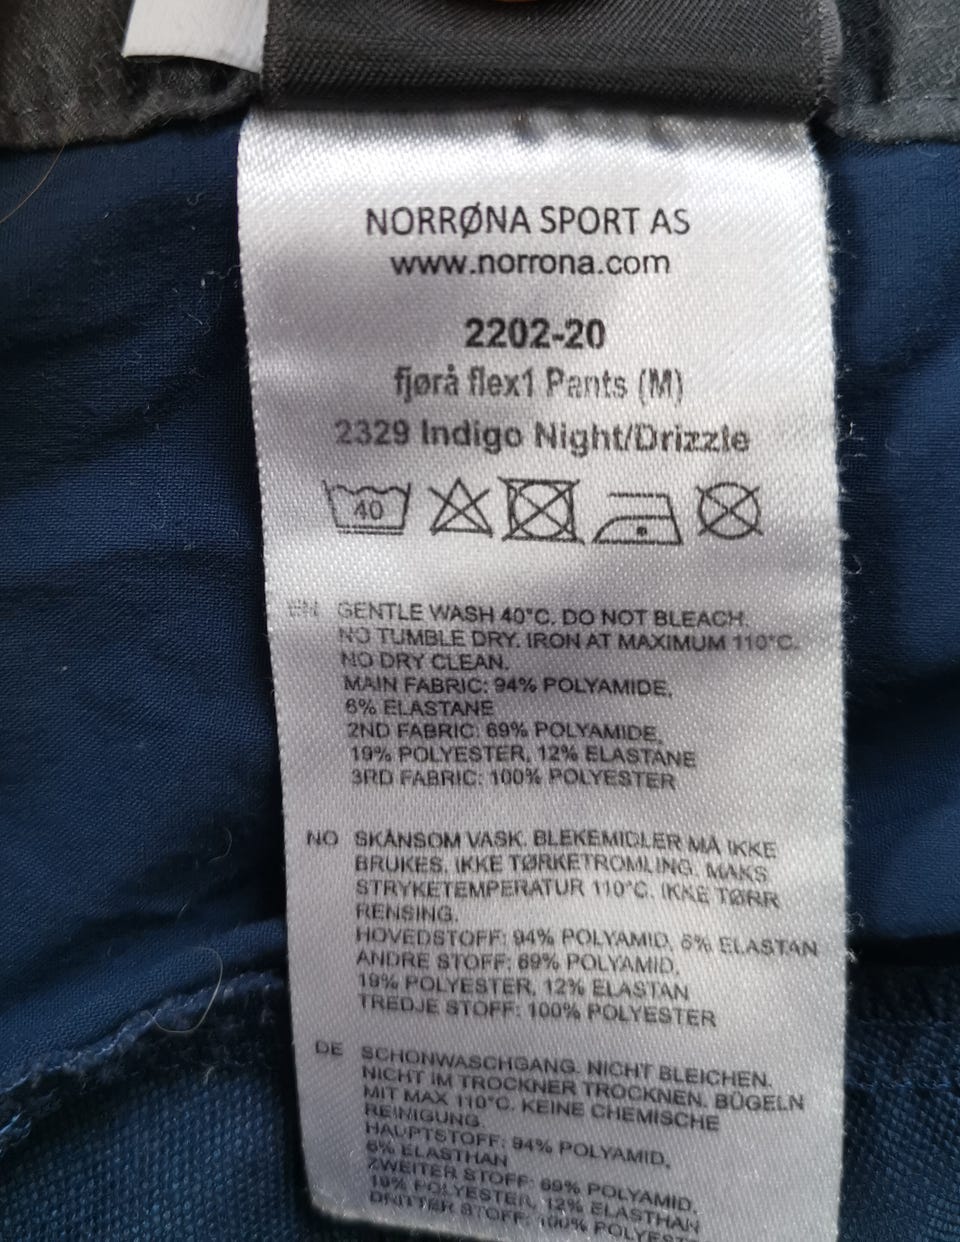 NORRØNA SPORT AS
www.norrona.com
2202-20
fjørå flex1 Pants (M)
2329 Indigo Night/Drizzle
40
EN GENTLE WASH 40°C. DO NOT BLEACH.
NO TUMBLE DRY. IRON AT MAXIMUM 110°C.
NO DRY CLEAN.
MAIN FABRIC: 94% POLYAMIDE,
6% ELASTANE
2ND FABRIC: 69% POLYAMIDE,
19% POLYESTER, 12% ELASTANE
3RD FABRIC: 100% POLYESTER
NO SKÅNSOM VASK. BLEKEMIDLER MÅ IKKE
BRUKES. IKKE TØRKETROMLING. MAKS
STRYKETEMPERATUR 110°C. IKKE TØRR
RENSING.
HOVEDSTOFF: 94% POLYAMID, 6% ELASTAN
ANDRE STOFF: 69% POLYAMID,
19% POLYESTER, 12% ELASTAN
TREDJE STOFF: 100% POLYESTER
DE SCHONWASCHGANG. NICHT BLEICHEN.
NICHT IM TROCKNER TROCKNEN. BÜGELN
MIT MAX 110°C. KEINE CHEMISCHE
REINIGUNG
HAUPTSTOFF: 94% POLYAMID,
6% ELASTHAN
ZWEITER STOFF: 69% POLYAMID,
19% POLYESTER, 12% ELASTHAN
DRITTER STOFF: 100% POLYESTER